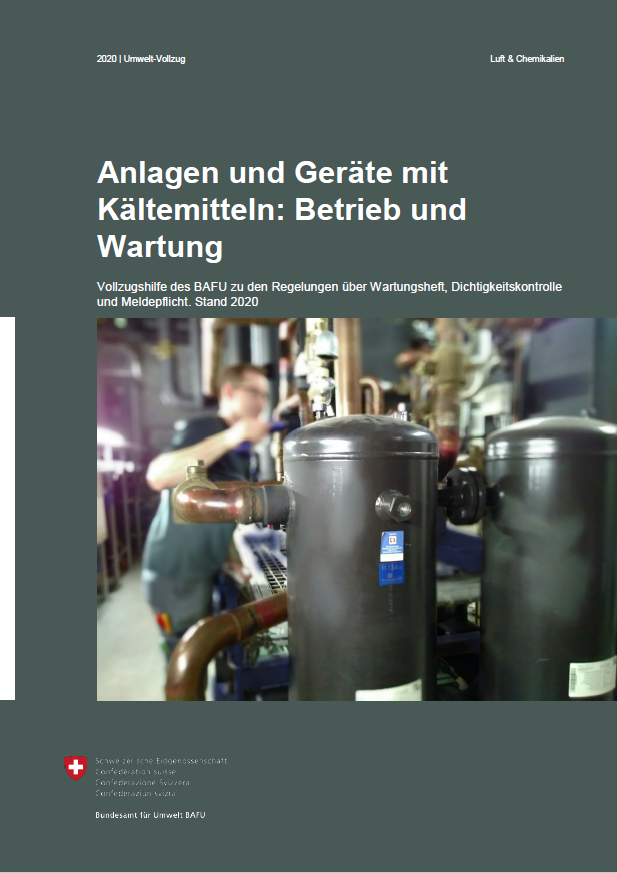 2020 | Umwelt-Vollzug
Luft & Chemikalien
Anlagen und Geräte mit
Kältemitteln: Betrieb und
Wartung
Vollzugshilfe des BAFU zu den Regelungen über Wartungsheft, Dichtigkeitskontrolle
und Meldepflicht. Stand 2020
Schweizerische Eidgenossenschaft
Confédération suisse
Confederazione Svizzera
Confederaziun svizra
Bundesamt für Umwelt BAFU